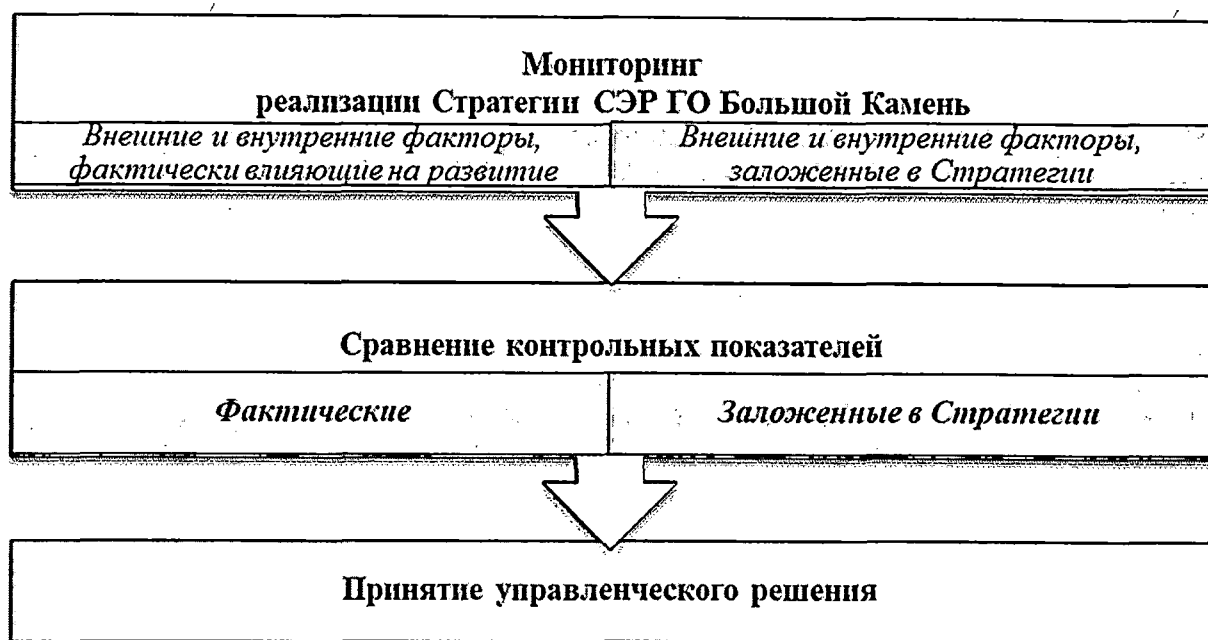 Мониторинг
реализации Стратегии СЭР ГО Большой Камень
Внешние и внутренние факторы,
фактически влияющие на развитие
Внешние и внутренние факторы,
заложенные в Стратегии
Сравнение контрольных показателей
Фактические
Заложенные в Стратегии
Принятие управленческого решения